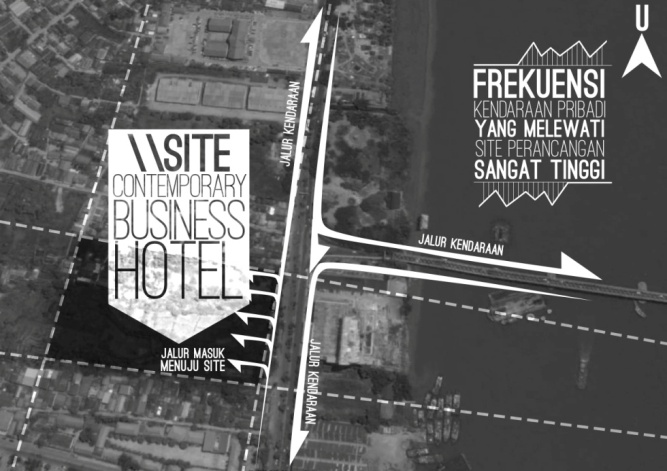 U
FREKUENSI
KENDARAAN PRIBADI
YANG MELEWATI
SITE PERANCANGAN
SANGAT TINGGI
\\SITE
CONTEMPORARY
BUSINESS
HOTEL
JALUR KENDARAAN
JALUR KENDARAAN
JALUR MASUK
MENUJU SITE
JALUR KENDARAAN